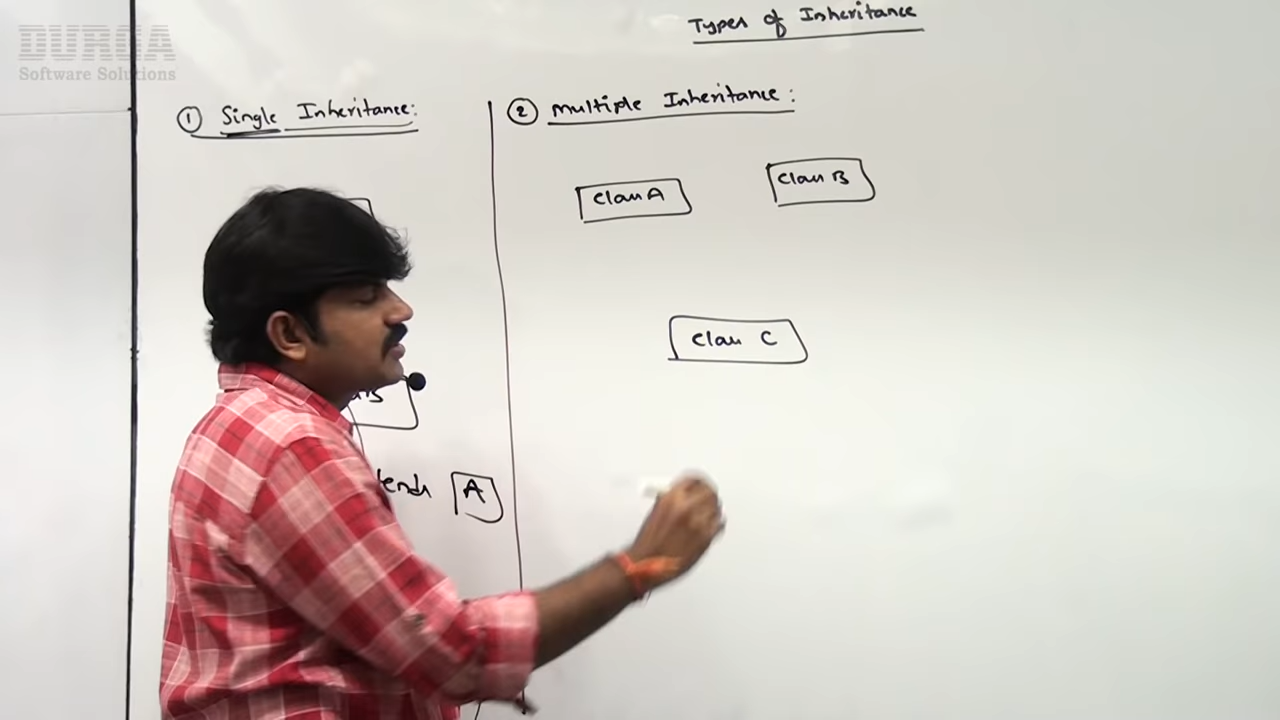 DURGA
Software Solutions
Types of Inheritance
① Single Inheritance:
② Multiple Inheritance:
Class A
Class B
Class C
A